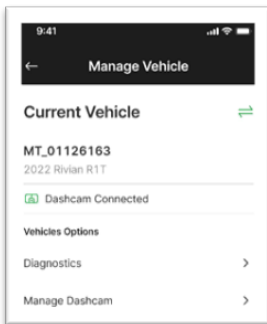 9:41
Manage Vehicle
Current Vehicle
MT_01126163
2022 Rivian R1T
Dashcam Connected
Vehicles Options
Diagnostics
Manage Dashcam